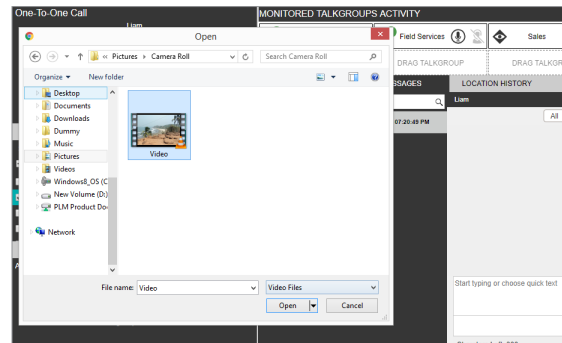 One-To-One Call
MONITORED TALKGROUPS ACTIVITY
Liam
Open
Field Services
Sales
« Pictures › Camera Roll
Search Camera Roll
DRAG TALKGROUP
DRAG TALKGR
Organize
New folder
SSAGES
LOCATION HISTORY
Desktop
Documents
Downloads
Dummy
Music
Pictures
Videos
Windows8_OS (C
New Volume (D:)
PLM Product Do
Network
Video
Liam
07:20:49 PM
All
File name:
Video
Video Files
Open
Cancel
Start typing or choose quick text